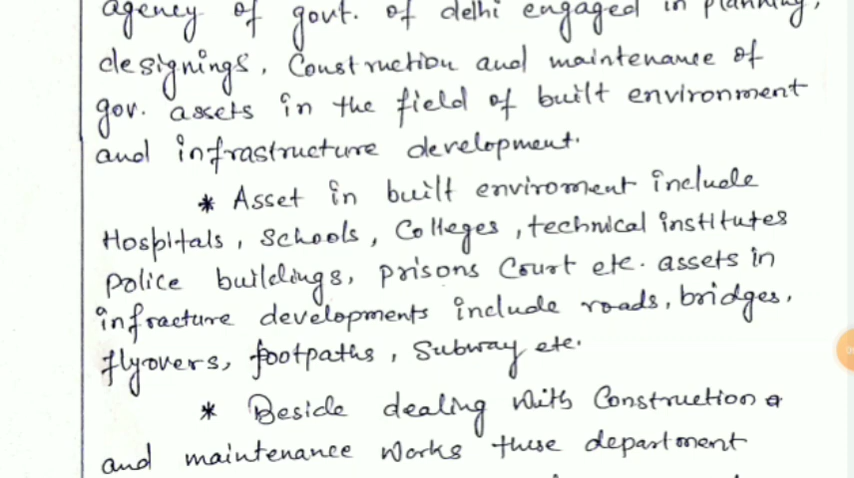 agency of govt. of delhi engaged in planning,
designings, Construction and maintenance of
gov. assets in the field of built environment
and infrastructure development.
* Asset in built enviroment include
Hospitals, Schools, Colleges, technical institutes
Police buildings, prisons Court etc. assets in
infracture developments include roads, bridges,
flyovers, footpaths, Subway etc.
* Beside dealing with Construction
and maintenance works these department